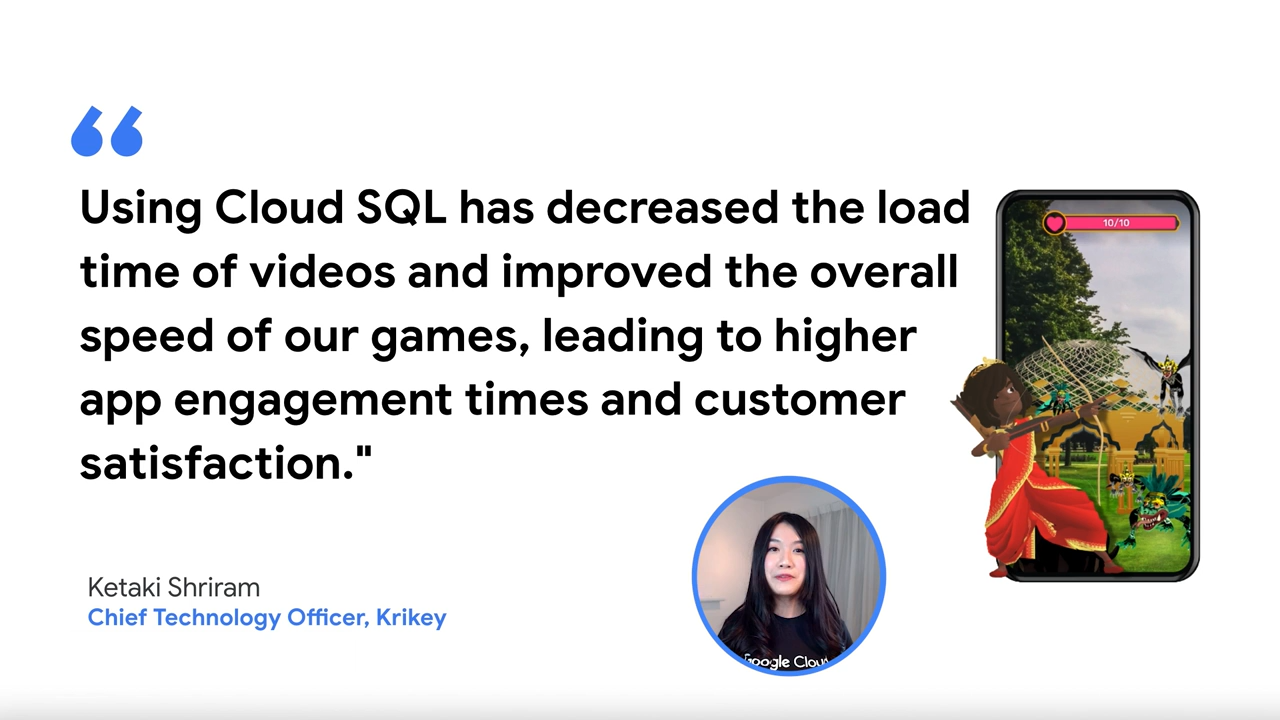 “
Using Cloud SQL has decreased the load
time of videos and improved the overall
speed of our games, leading to higher
app engagement times and customer
satisfaction."
Ketaki Shriram
Chief Technology Officer, Krikey
10/10
Google Cloud